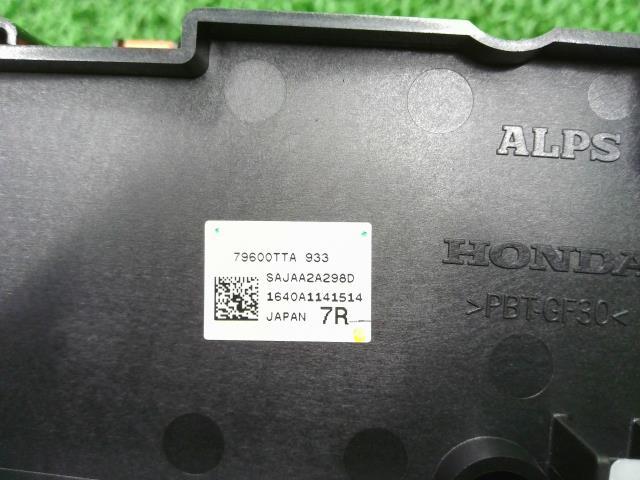 ALPS
HONDA
>PBT-GF30<
79600TTA 933
SAJAA2A298D
1640A1141514
JAPAN 7R